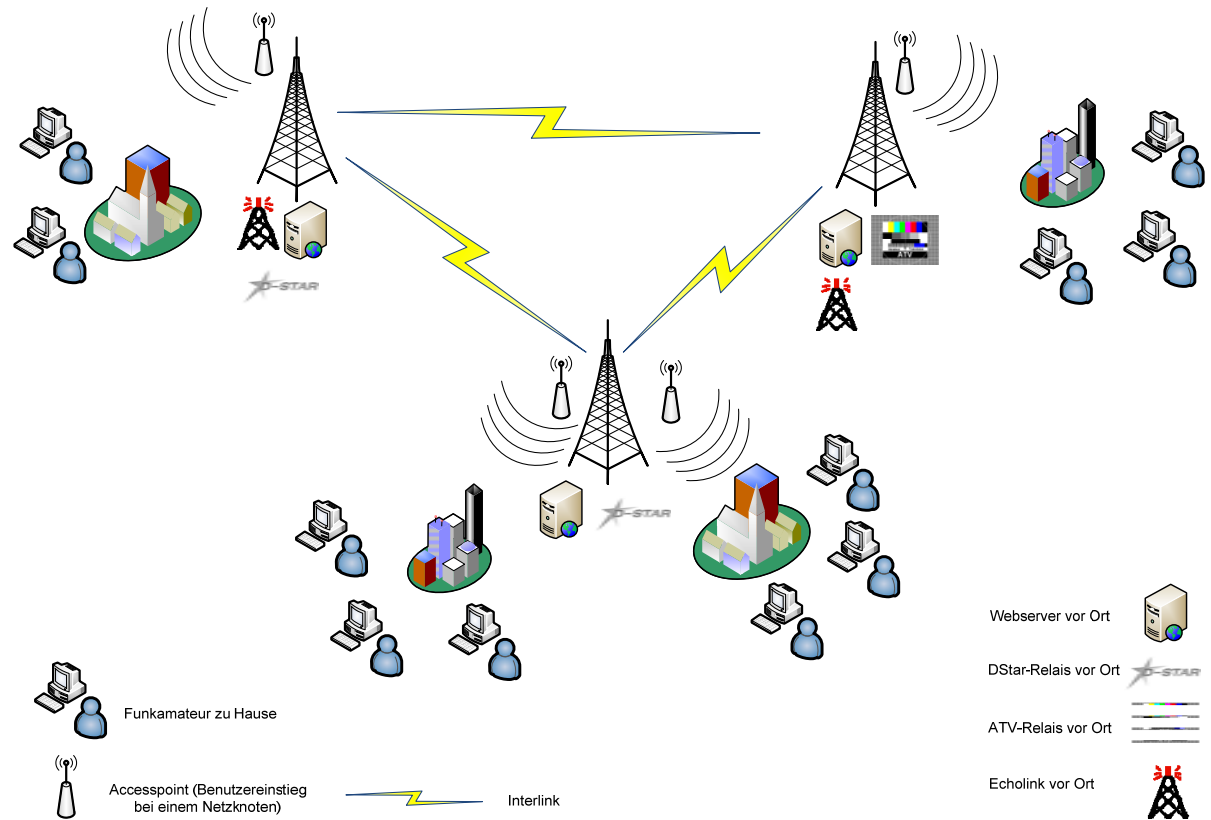 D-STAR
ATV
D-STAR
Webserver vor Ort
DStar-Relais vor Ort
D-STAR
Funkamateur zu Hause
ATV-Relais vor Ort
Accesspoint (Benutzereinstieg
bei einem Netzknoten)
Interlink
Echolink vor Ort